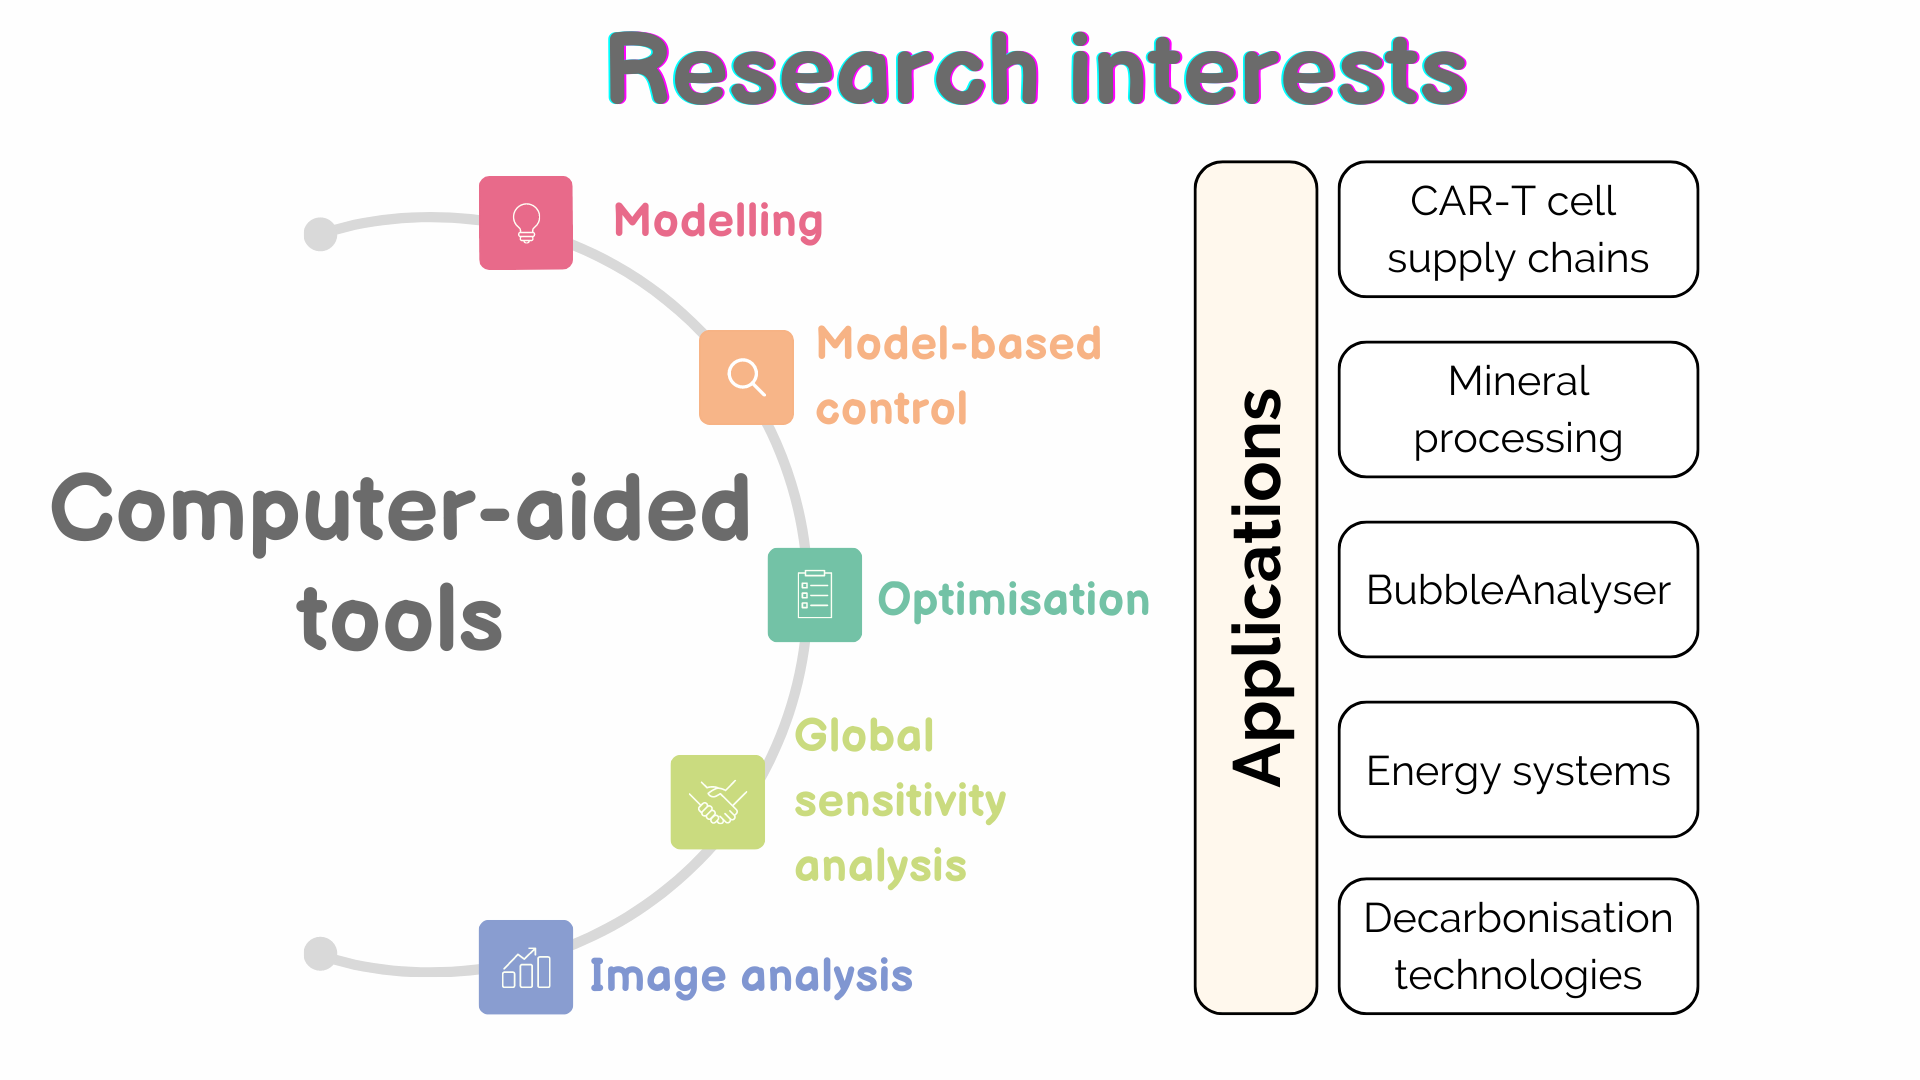 Research interests
Computer-aided
tools
Modelling
Model-based
control
Optimisation
Global
sensitivity
analysis
Image analysis
Applications
CAR-T cell
supply chains
Mineral
processing
BubbleAnalyser
Energy systems
Decarbonisation
technologies